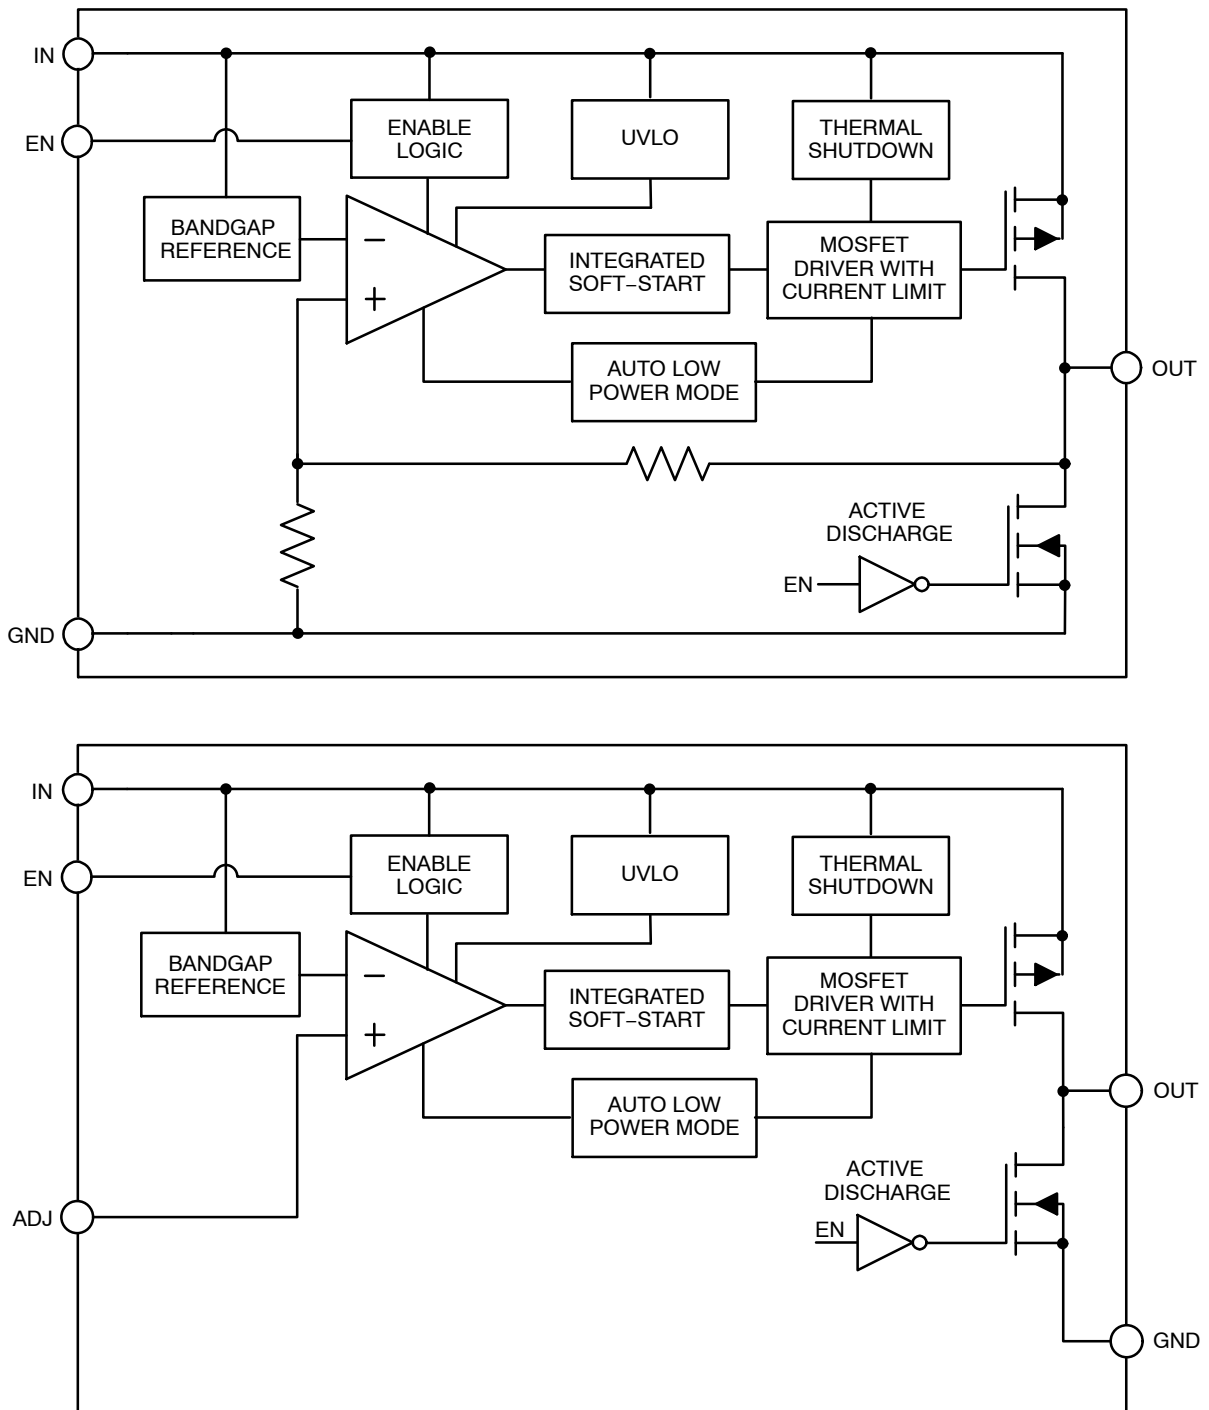 IN
EN
ENABLE
LOGIC
UVLO
THERMAL
SHUTDOWN
BANDGAP
REFERENCE
−
+
INTEGRATED
SOFT−START
MOSFET
DRIVER WITH
CURRENT LIMIT
AUTO LOW
POWER MODE
OUT
ACTIVE
DISCHARGE
EN
GND
IN
EN
ENABLE
LOGIC
UVLO
THERMAL
SHUTDOWN
BANDGAP
REFERENCE
−
+
INTEGRATED
SOFT−START
MOSFET
DRIVER WITH
CURRENT LIMIT
AUTO LOW
POWER MODE
OUT
ACTIVE
DISCHARGE
ADJ
EN
GND